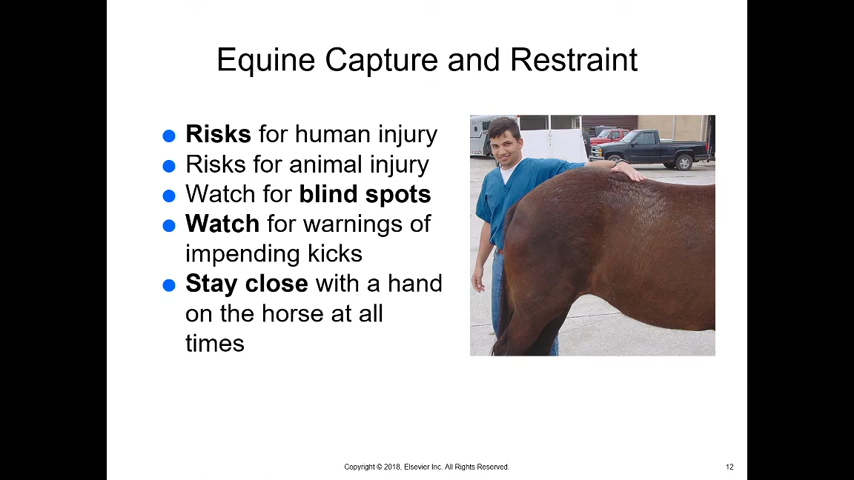 Equine Capture and Restraint
Risks for human injury
Risks for animal injury
Watch for blind spots
Watch for warnings of
impending kicks
Stay close with a hand
on the horse at all
times
Copyright © 2018, Elsevier Inc. All Rights Reserved.
12